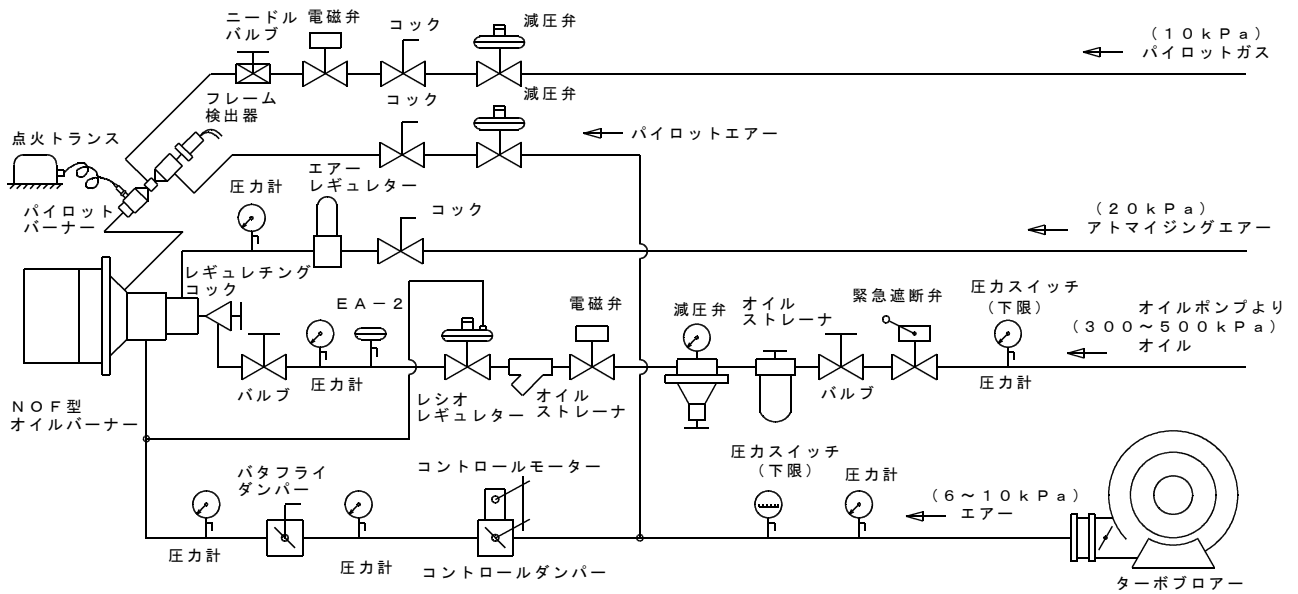 ニードル
バルブ
電磁弁
コック
減圧弁
(10kPa)
パイロットガス
フレーム
検出器
コック
減圧弁
パイロットエアー
点火トランス
エアー
レギュレター
圧力計
コック
パイロット
バーナー
(20kPa)
アトマイジングエアー
レギュレチング
コック
EA-2
電磁弁
減圧弁
オイル
ストレーナ
緊急遮断弁
圧力スイッチ
(下限)
オイルポンプより
(300~500kPa)
オイル
バルブ
圧力計
レシオ
レギュレター
オイル
ストレーナ
バルブ
圧力計
NOF型
オイルバーナー
バタフライ
ダンパー
コントロールモーター
圧力スイッチ
(下限)
圧力計
(6~10kPa)
エアー
圧力計
圧力計
コントロールダンパー
ターボブロアー